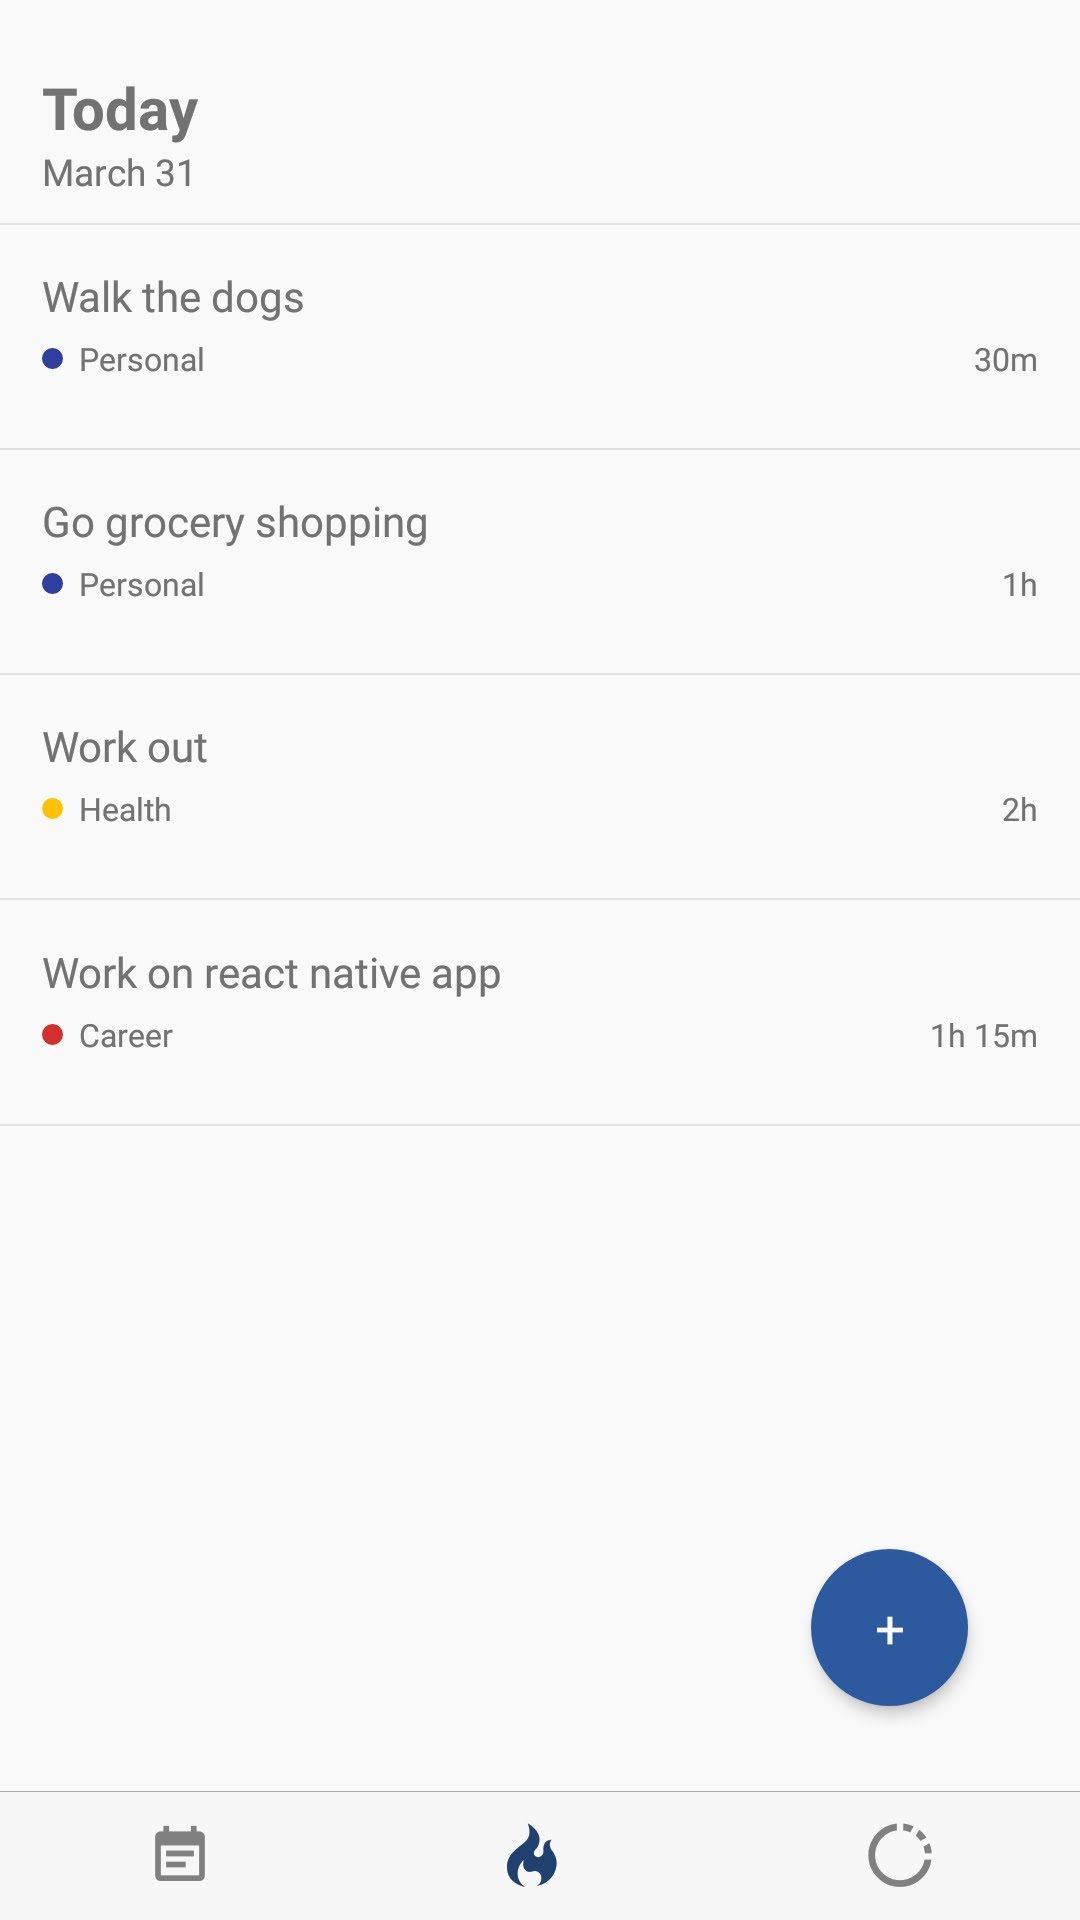 Today
March 31
Walk the dogs
Personal 30m
Go grocery shopping
Personal 1h
Work out
Health 2h
Work on react native app
Career 1h 15m
+